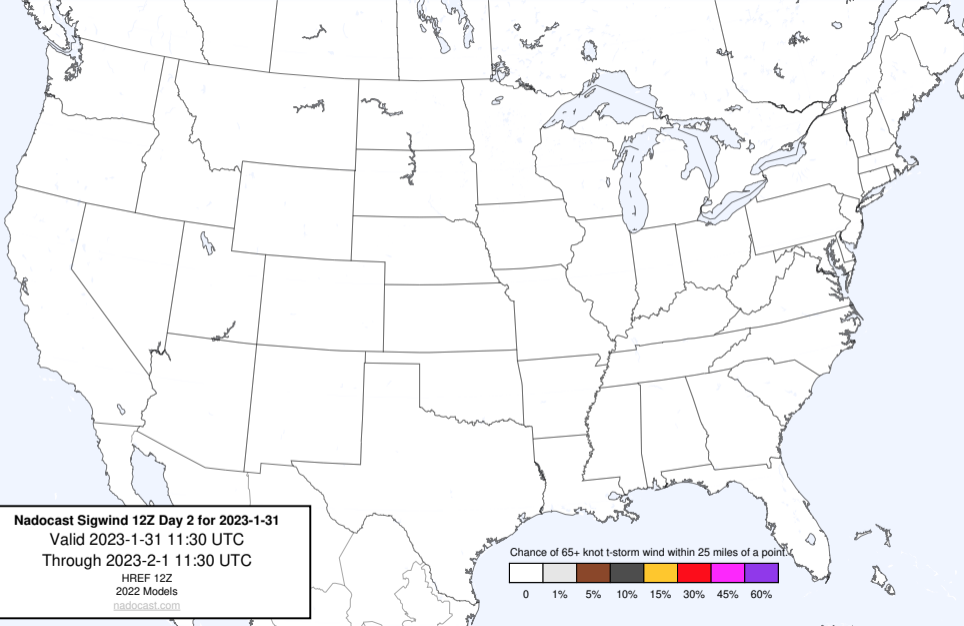 Nadocast Sigwind 12Z Day 2 for 2023-1-31
Valid 2023-1-31 11:30 UTC
Through 2023-2-1 11:30 UTC
HREF 12Z
2022 Models
nadocast.com
Chance of 65+ knot t-storm wind within 25 miles of a point.
0 1% 5% 10% 15% 30% 45% 60%